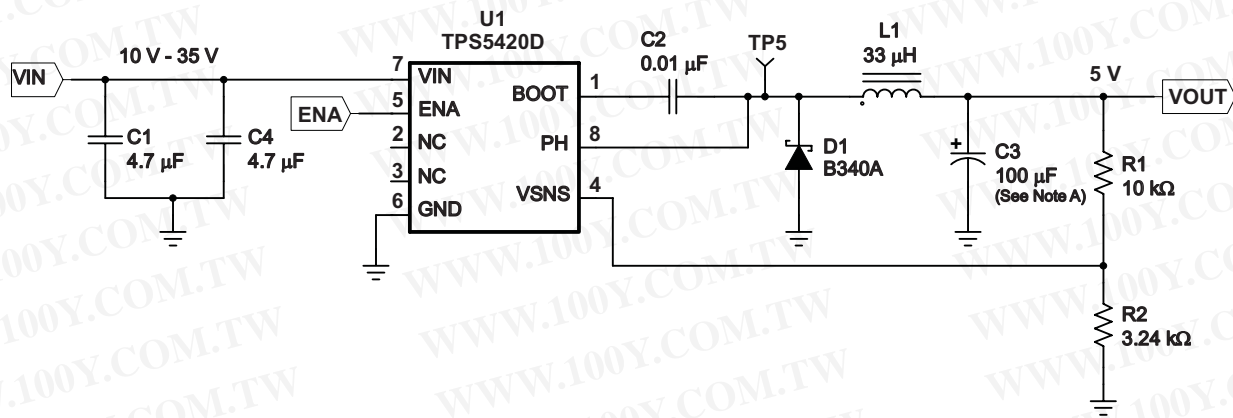 U1
TPS5420D
10 V - 35 V
VIN
C1
4.7 µF
C4
4.7 µF
ENA
7
VIN
5
ENA
2
NC
3
NC
6
GND
BOOT
1
PH
8
VSNS
4
C2
0.01 µF
TP5
L1
33 µH
D1
B340A
+
C3
100 µF
(See Note A)
5 V
VOUT
R1
10 kΩ
R2
3.24 kΩ
WWW.100Y.COM.TW